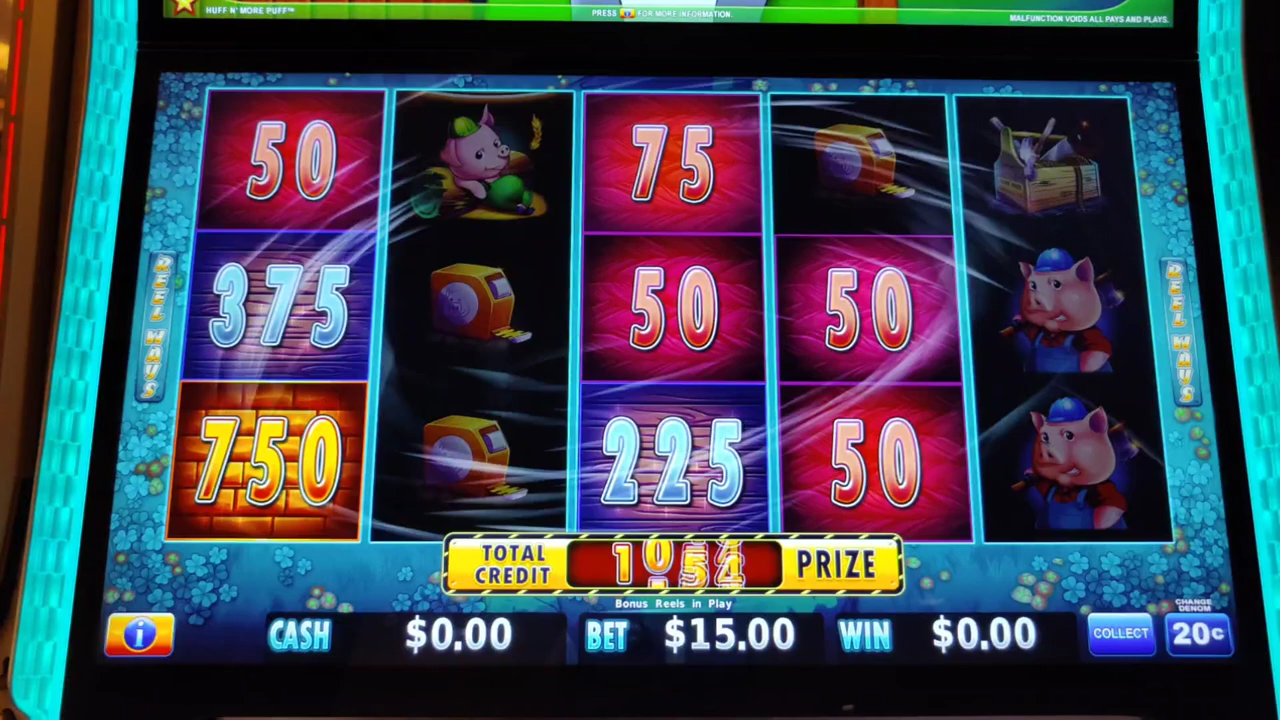 HUFF N' MORE PUFF™
PRESS i FOR MORE INFORMATION.
MALFUNCTION VOIDS ALL PAYS AND PLAYS.
50
75
375
50
50
750
225
50
REEL WAYS
REEL WAYS
TOTAL CREDIT
PRIZE
Bonus Reels in Play
CHANGE DENOM
CASH $0.00 BET $15.00 WIN $0.00 COLLECT 20¢